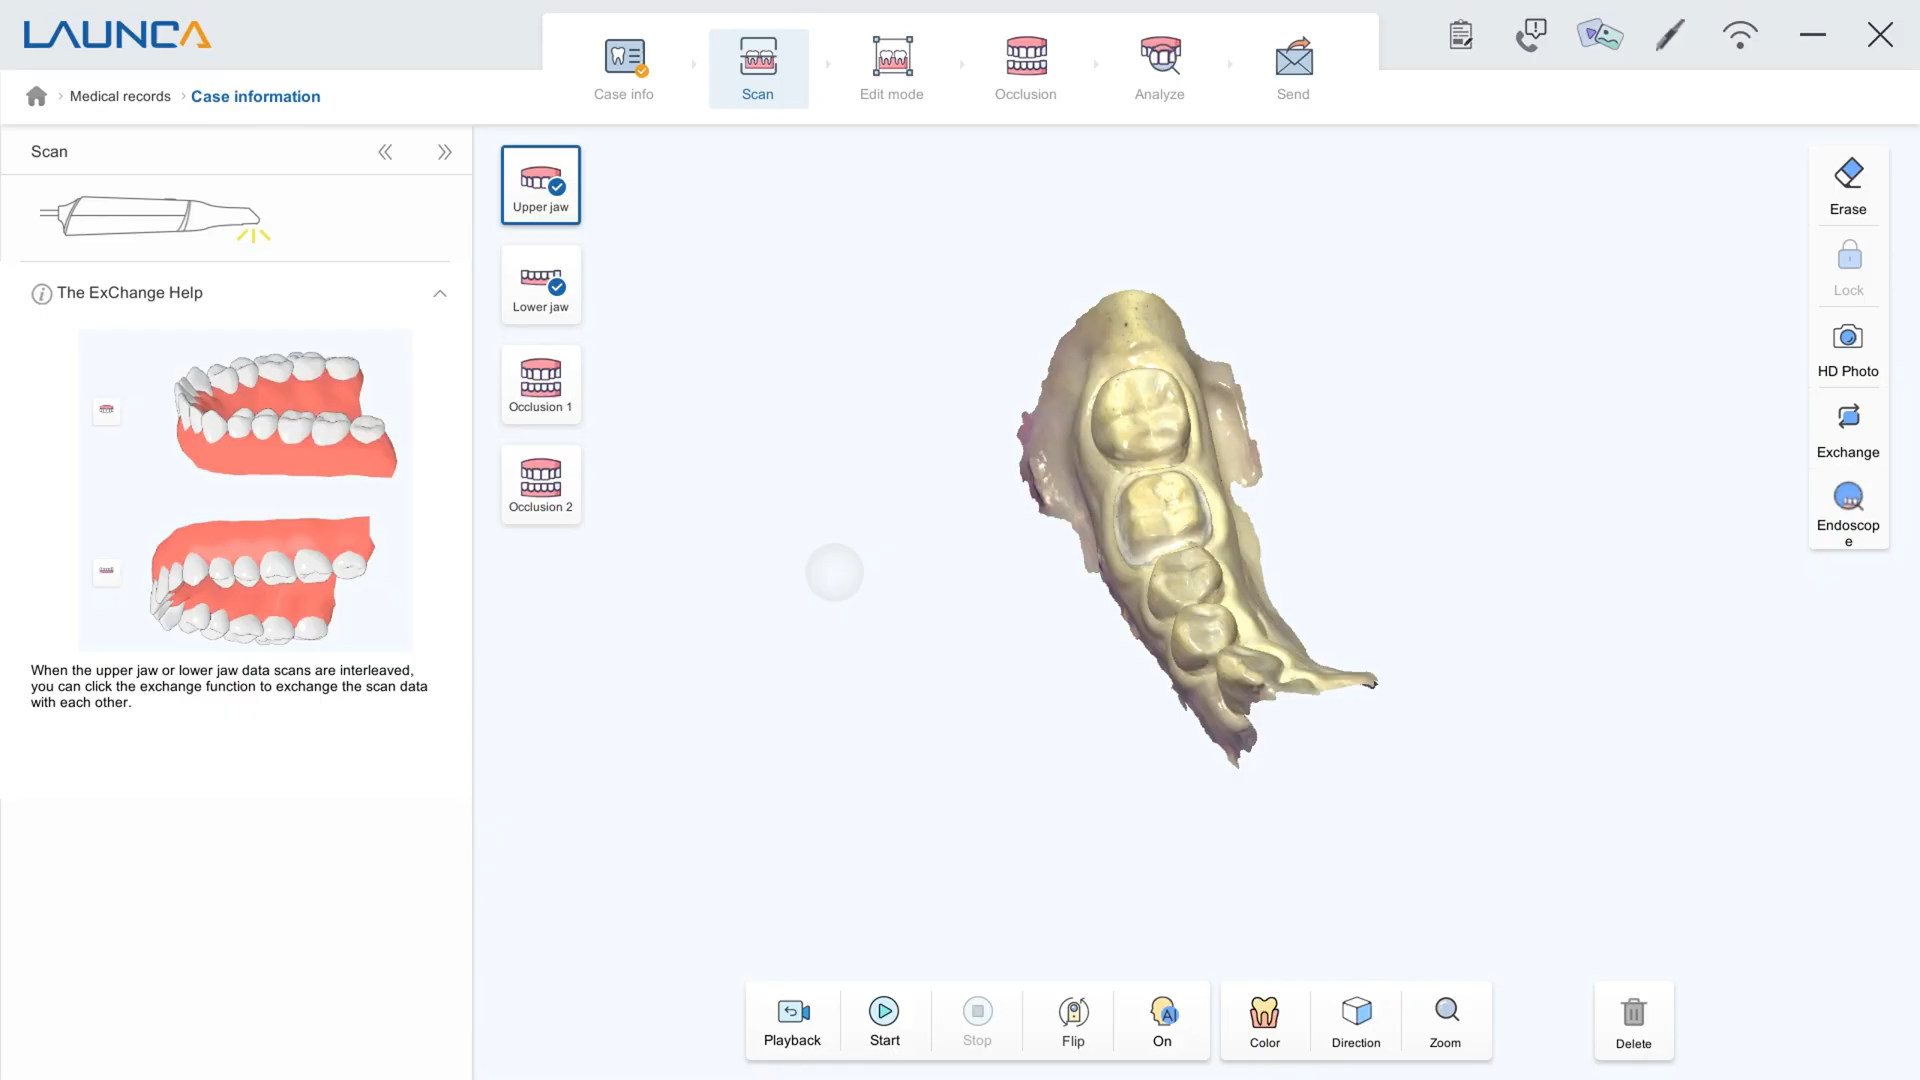 LAUNCA
Case info
Scan
Edit mode
Occlusion
Analyze
Send
Medical records
Case information
Scan
The ExChange Help
When the upper jaw or lower jaw data scans are interleaved,
you can click the exchange function to exchange the scan data
with each other.
Upper jaw
Lower jaw
Occlusion 1
Occlusion 2
Erase
Lock
HD Photo
Exchange
Endoscop
e
Playback
Start
Stop
Flip
AI
On
Color
Direction
Zoom
Delete